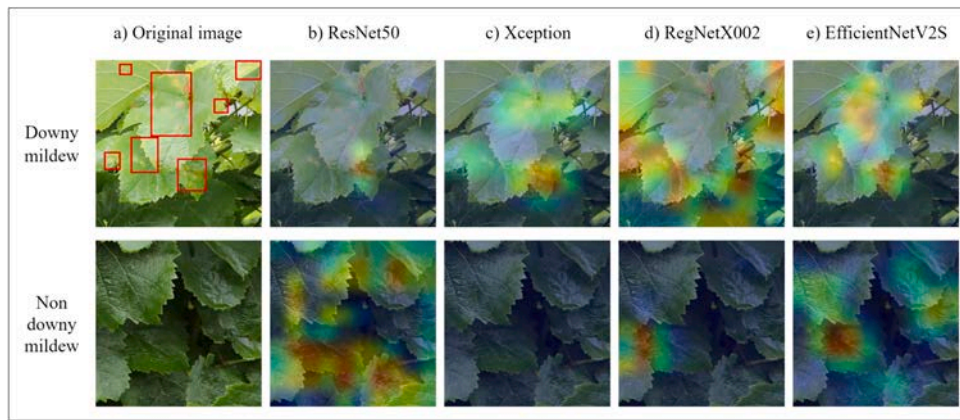 a) Original image
b) ResNet50
c) Xception
d) RegNetX002
e) EfficientNetV2S
Downy
mildew
Non
downy
mildew